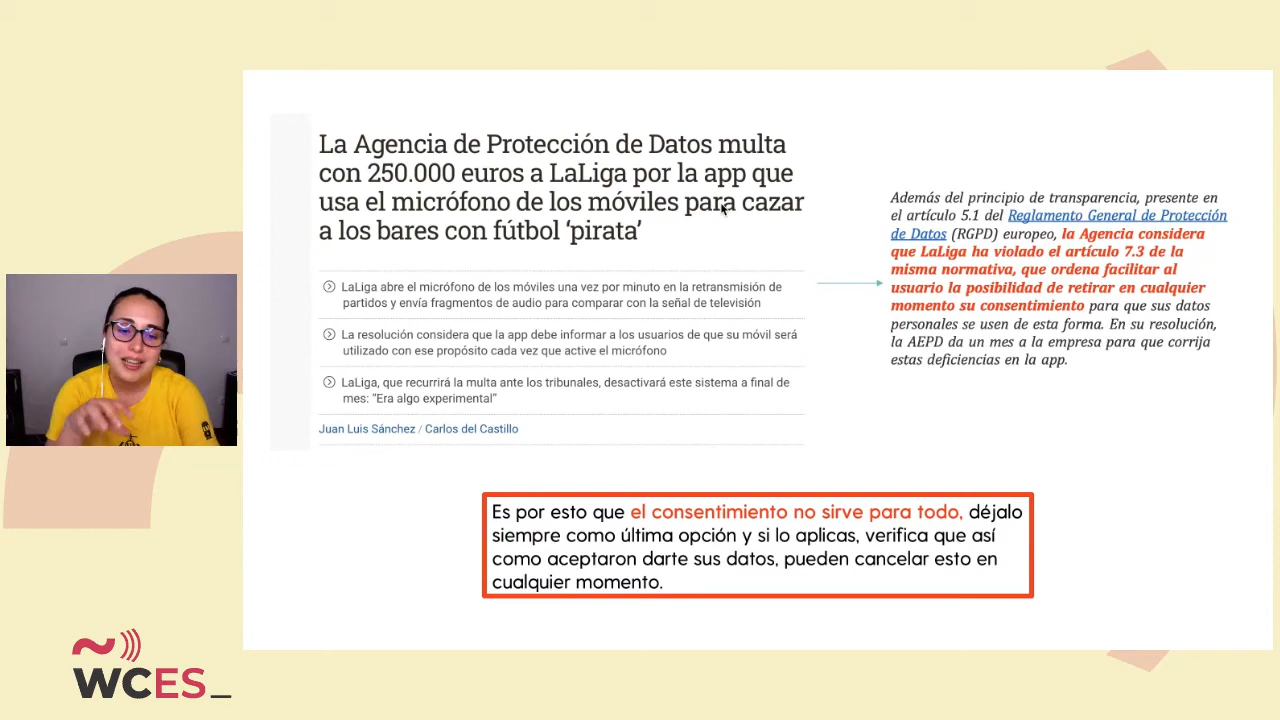 La Agencia de Protección de Datos multa
con 250.000 euros a LaLiga por la app que
usa el micrófono de los móviles para cazar
a los bares con fútbol ‘pirata’
LaLiga abre el micrófono de los móviles una vez por minuto en la retransmisión de
partidos y envía fragmentos de audio para comparar con la señal de televisión
La resolución considera que la app debe informar a los usuarios de que su móvil será
utilizado con ese propósito cada vez que active el micrófono
LaLiga, que recurrirá la multa ante los tribunales, desactivará este sistema a final de
mes: "Era algo experimental"
Juan Luis Sánchez / Carlos del Castillo
Además del principio de transparencia, presente en
el artículo 5.1 del Reglamento General de Protección
de Datos (RGPD) europeo, la Agencia considera
que LaLiga ha violado el artículo 7.3 de la
misma normativa, que ordena facilitar al
usuario la posibilidad de retirar en cualquier
momento su consentimiento para que sus datos
personales se usen de esta forma. En su resolución,
la AEPD da un mes a la empresa para que corrija
estas deficiencias en la app.
Es por esto que el consentimiento no sirve para todo, déjalo
siempre como última opción y si lo aplicas, verifica que así
como aceptaron darte sus datos, pueden cancelar esto en
cualquier momento.
WCES_